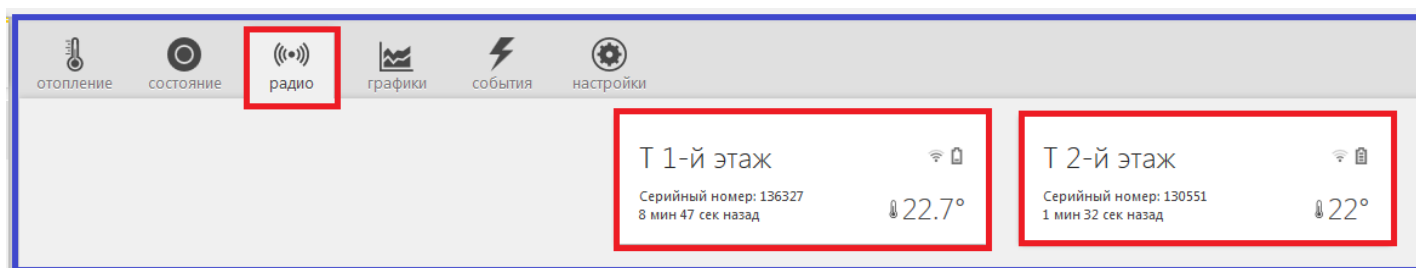 отопление состояние радио графики события настройки
Т 1-й этаж
Серийный номер: 136327
8 мин 47 сек назад
22.7°
Т 2-й этаж
Серийный номер: 130551
1 мин 32 сек назад
22°